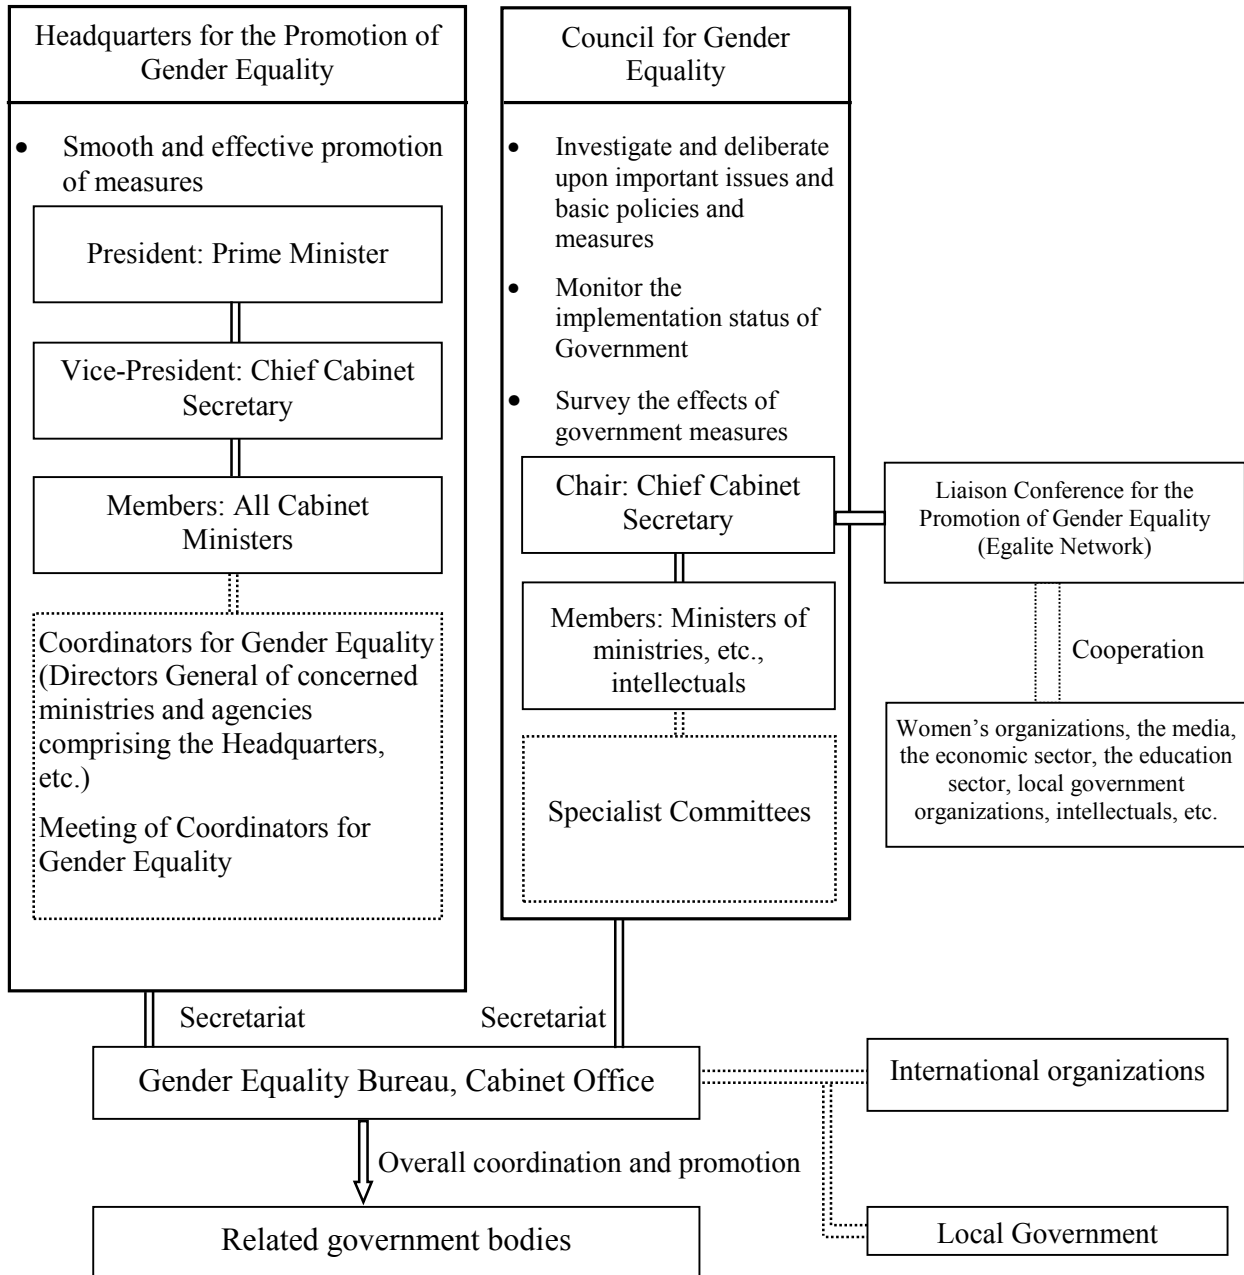 Headquarters for the Promotion of
Gender Equality
• Smooth and effective promotion
of measures
President: Prime Minister
Vice-President: Chief Cabinet
Secretary
Members: All Cabinet
Ministers
Coordinators for Gender Equality
(Directors General of concerned
ministries and agencies
comprising the Headquarters,
etc.)
Meeting of Coordinators for
Gender Equality
Council for Gender
Equality
• Investigate and deliberate
upon important issues and
basic policies and
measures
• Monitor the
implementation status of
Government
• Survey the effects of
government measures
Chair: Chief Cabinet
Secretary
Members: Ministers of
ministries, etc.,
intellectuals
Specialist Committees
Liaison Conference for the
Promotion of Gender Equality
(Egalite Network)
Cooperation
Women’s organizations, the media,
the economic sector, the education
sector, local government
organizations, intellectuals, etc.
Secretariat
Secretariat
Gender Equality Bureau, Cabinet Office
International organizations
Overall coordination and promotion
Related government bodies
Local Government